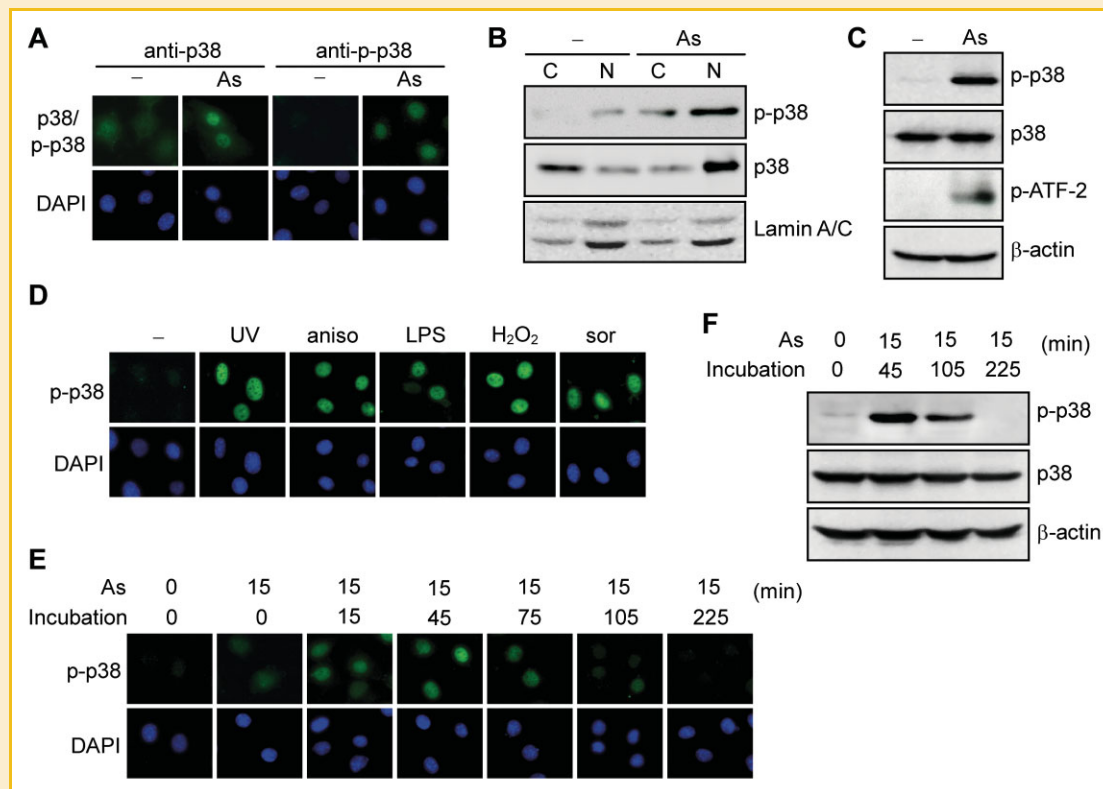 A
anti-p38 anti-p-p38
– As – As
p38/
p-p38
DAPI
B
– As
C N C N
p-p38
p38
Lamin A/C
C
– As
p-p38
p38
p-ATF-2
β-actin
D
– UV aniso LPS H₂O₂ sor
p-p38
DAPI
E
As 0 15 15 15 15 15 15 (min)
Incubation 0 0 15 45 75 105 225
p-p38
DAPI
F
As 0 15 15 15 (min)
Incubation 0 45 105 225
p-p38
p38
β-actin